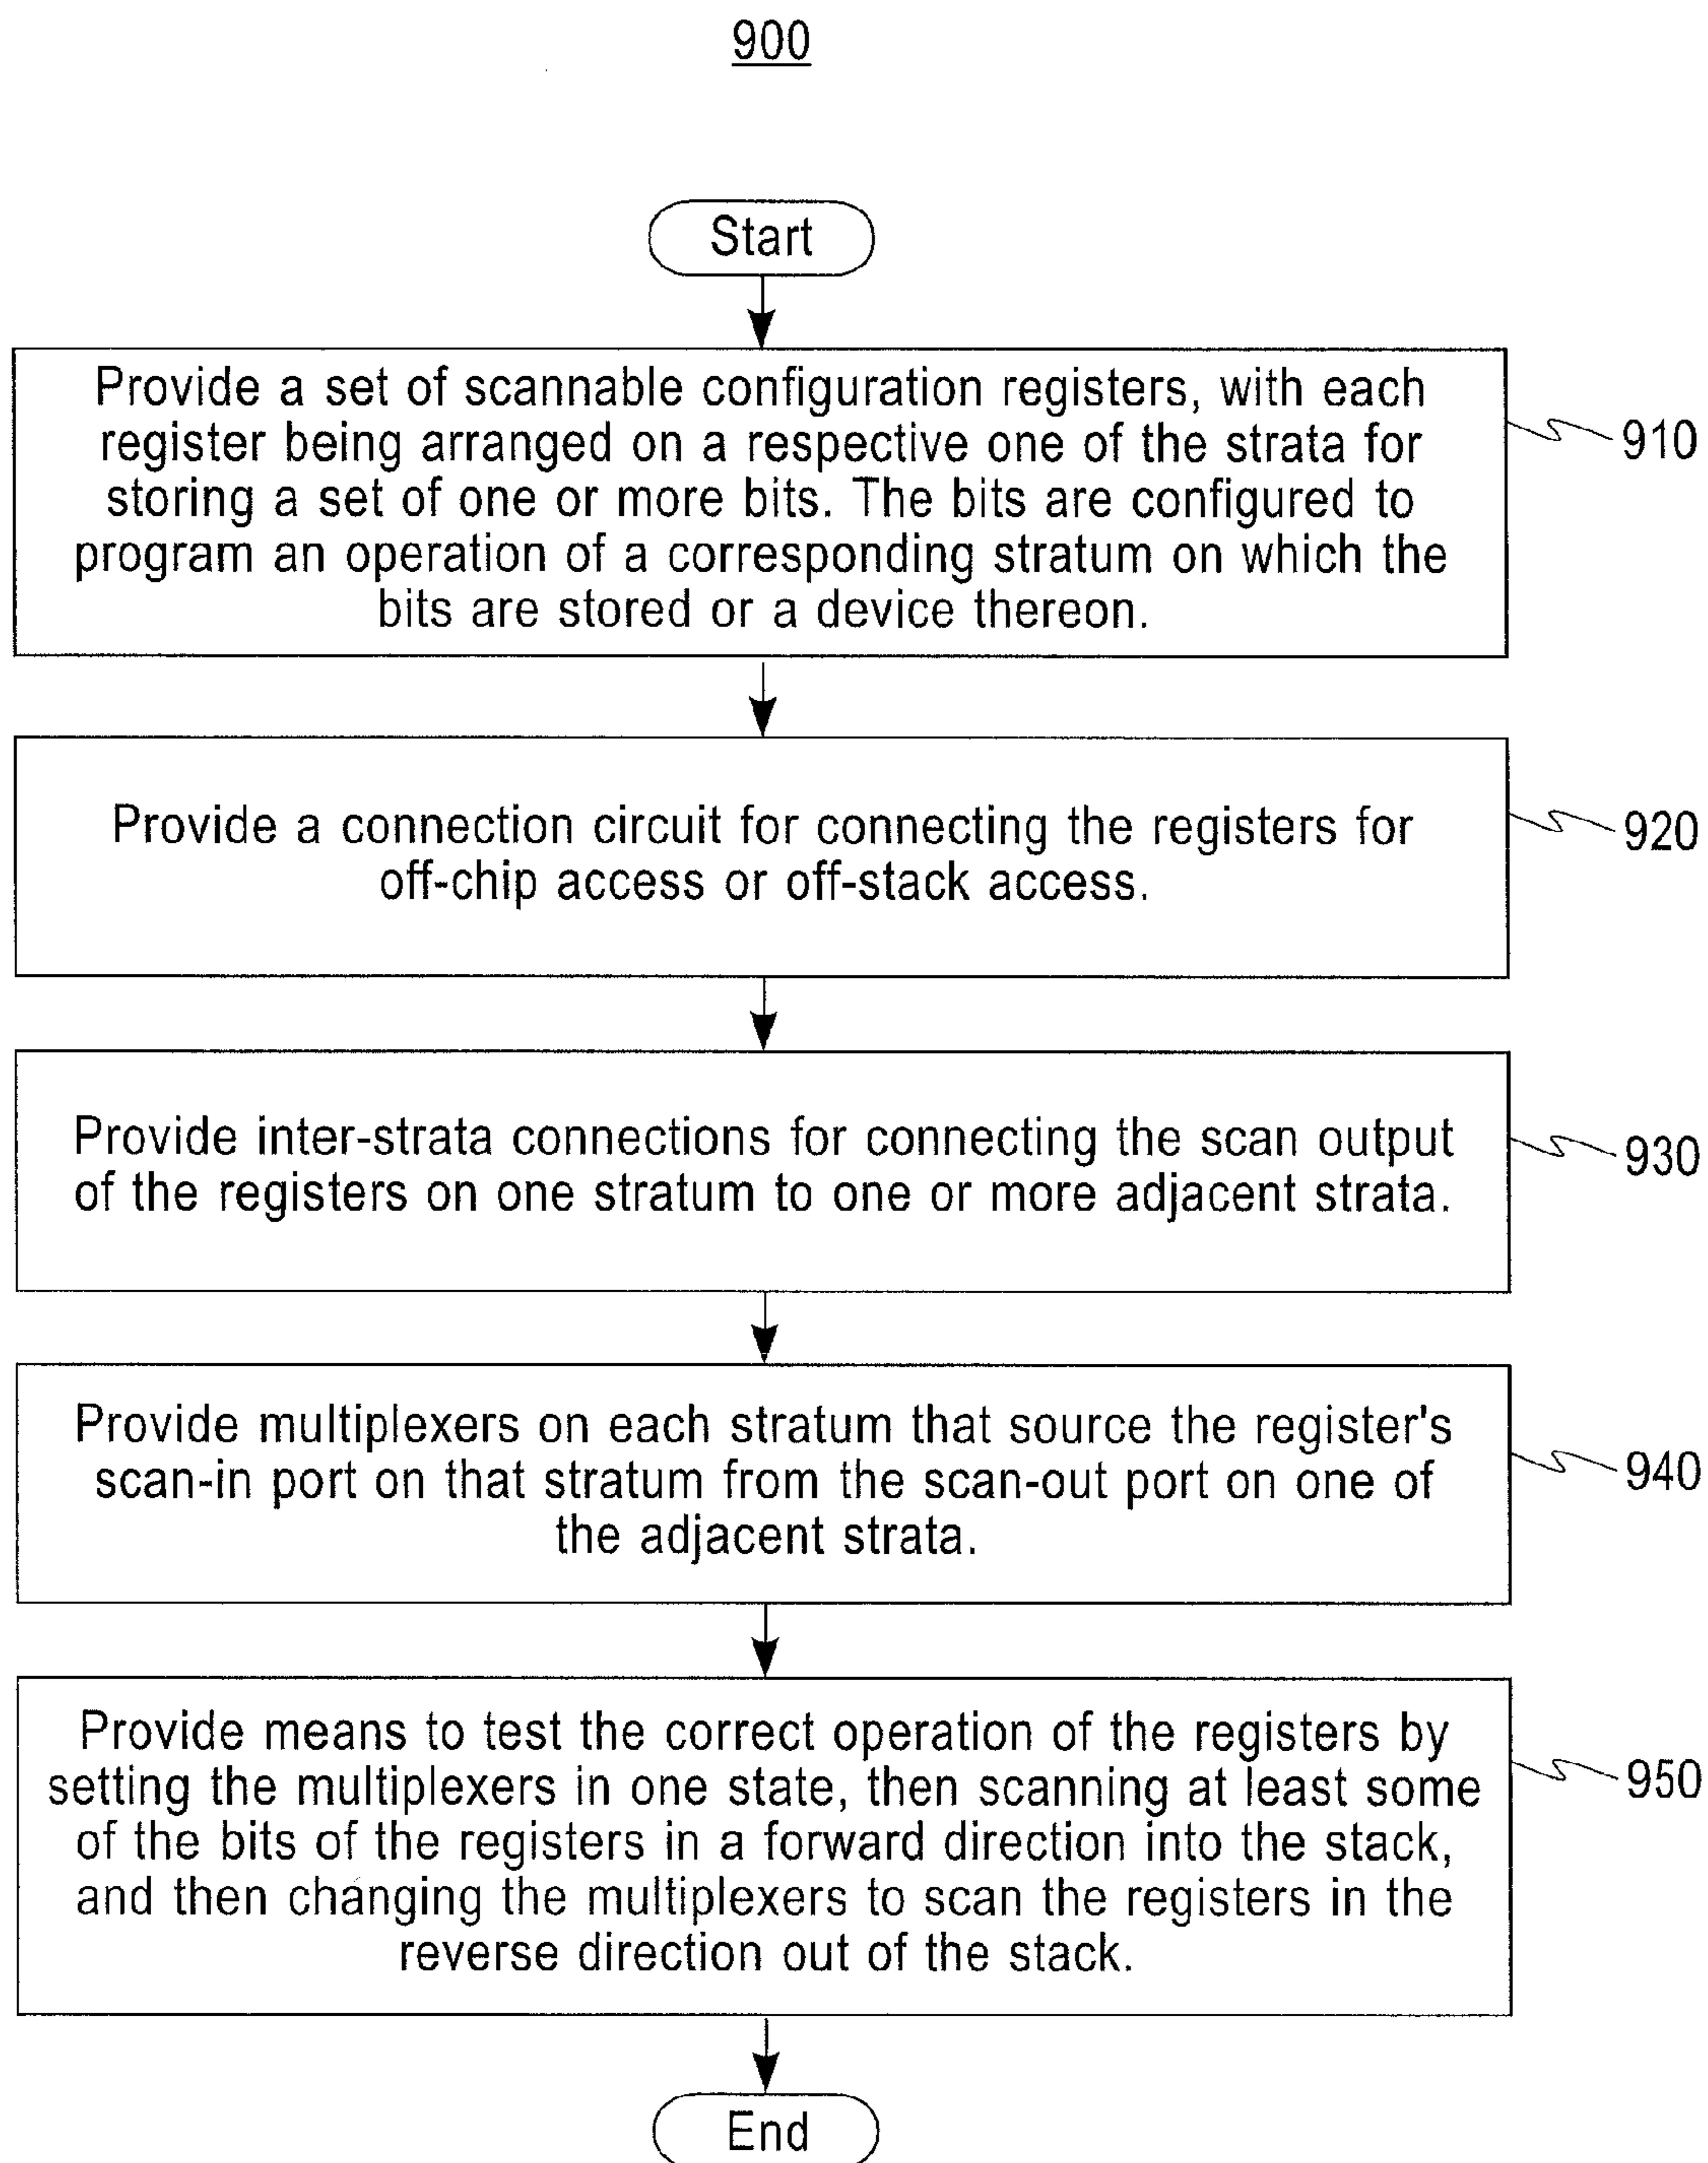 900
Start
Provide a set of scannable configuration registers, with each
register being arranged on a respective one of the strata for
storing a set of one or more bits. The bits are configured to
program an operation of a corresponding stratum on which the
bits are stored or a device thereon.
910
Provide a connection circuit for connecting the registers for
off-chip access or off-stack access.
920
Provide inter-strata connections for connecting the scan output
of the registers on one stratum to one or more adjacent strata.
930
Provide multiplexers on each stratum that source the register's
scan-in port on that stratum from the scan-out port on one of
the adjacent strata.
940
Provide means to test the correct operation of the registers by
setting the multiplexers in one state, then scanning at least some
of the bits of the registers in a forward direction into the stack,
and then changing the multiplexers to scan the registers in the
reverse direction out of the stack.
950
End